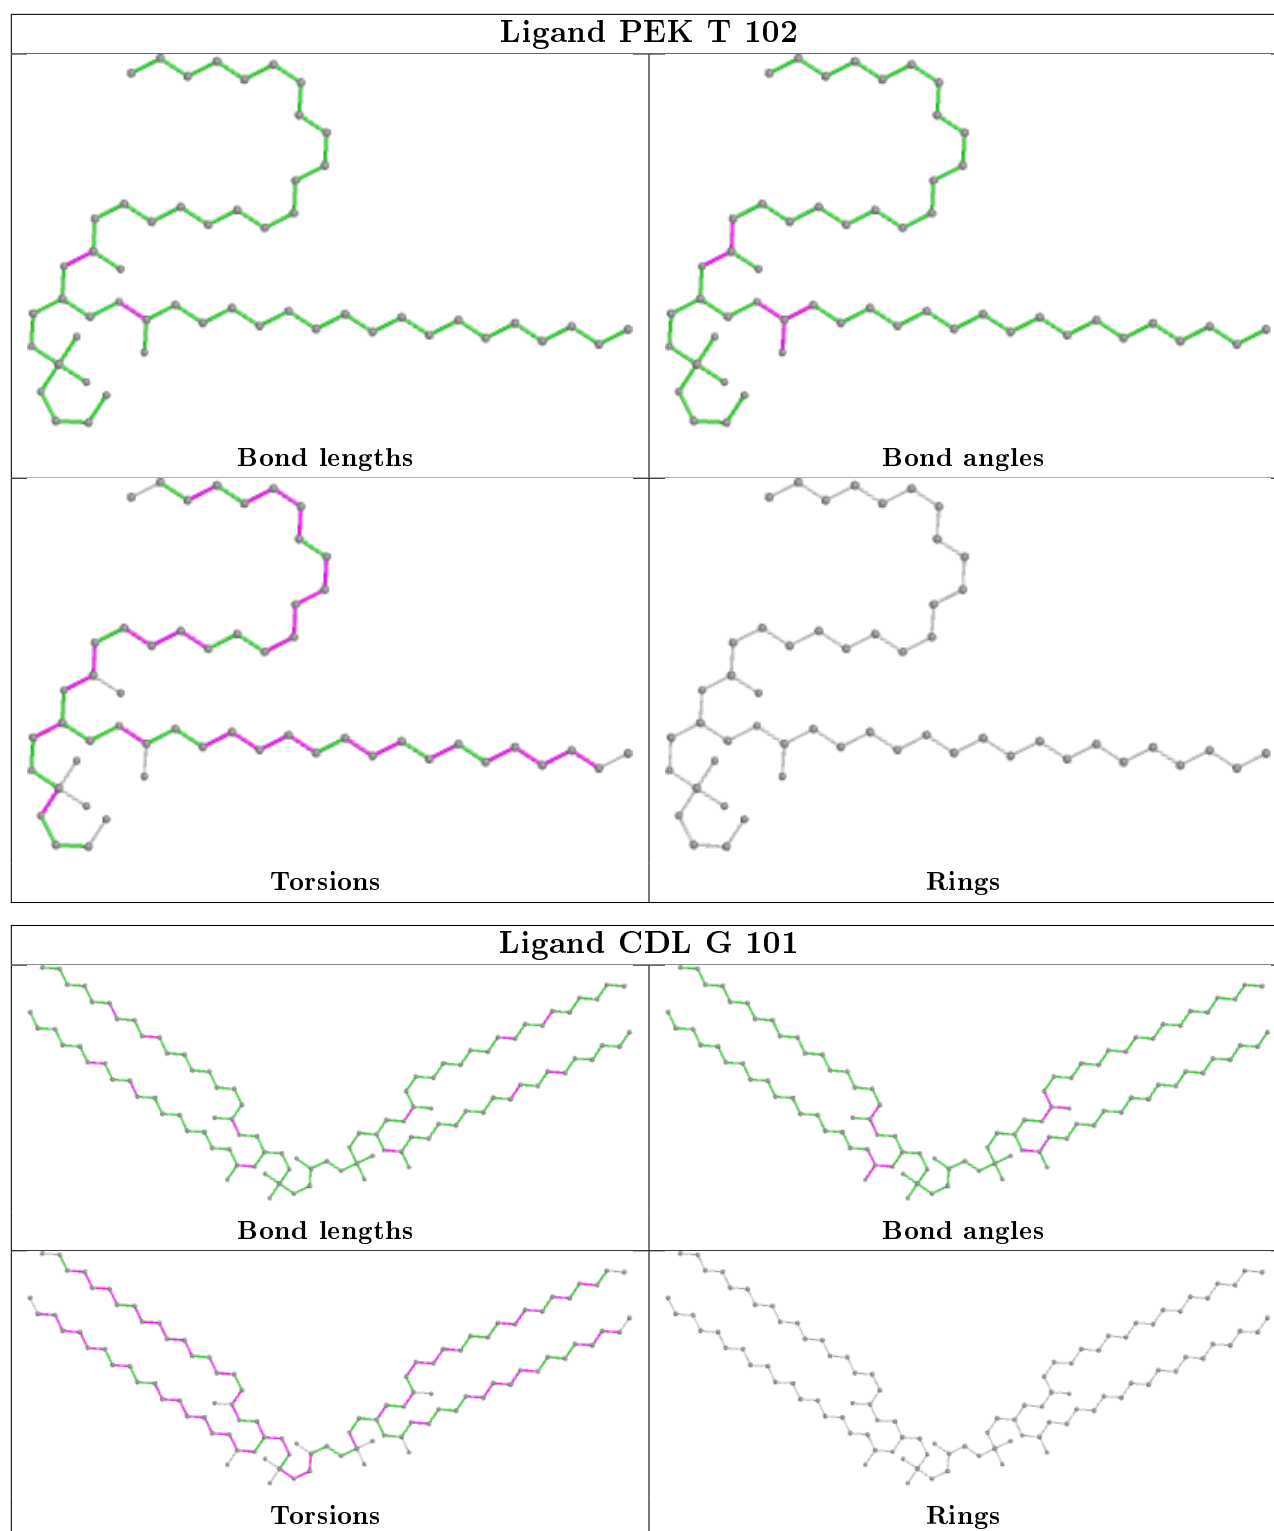 Ligand PEK T 102
Bond lengths
Bond angles
Torsions
Rings
Ligand CDL G 101
Bond lengths
Bond angles
Torsions
Rings